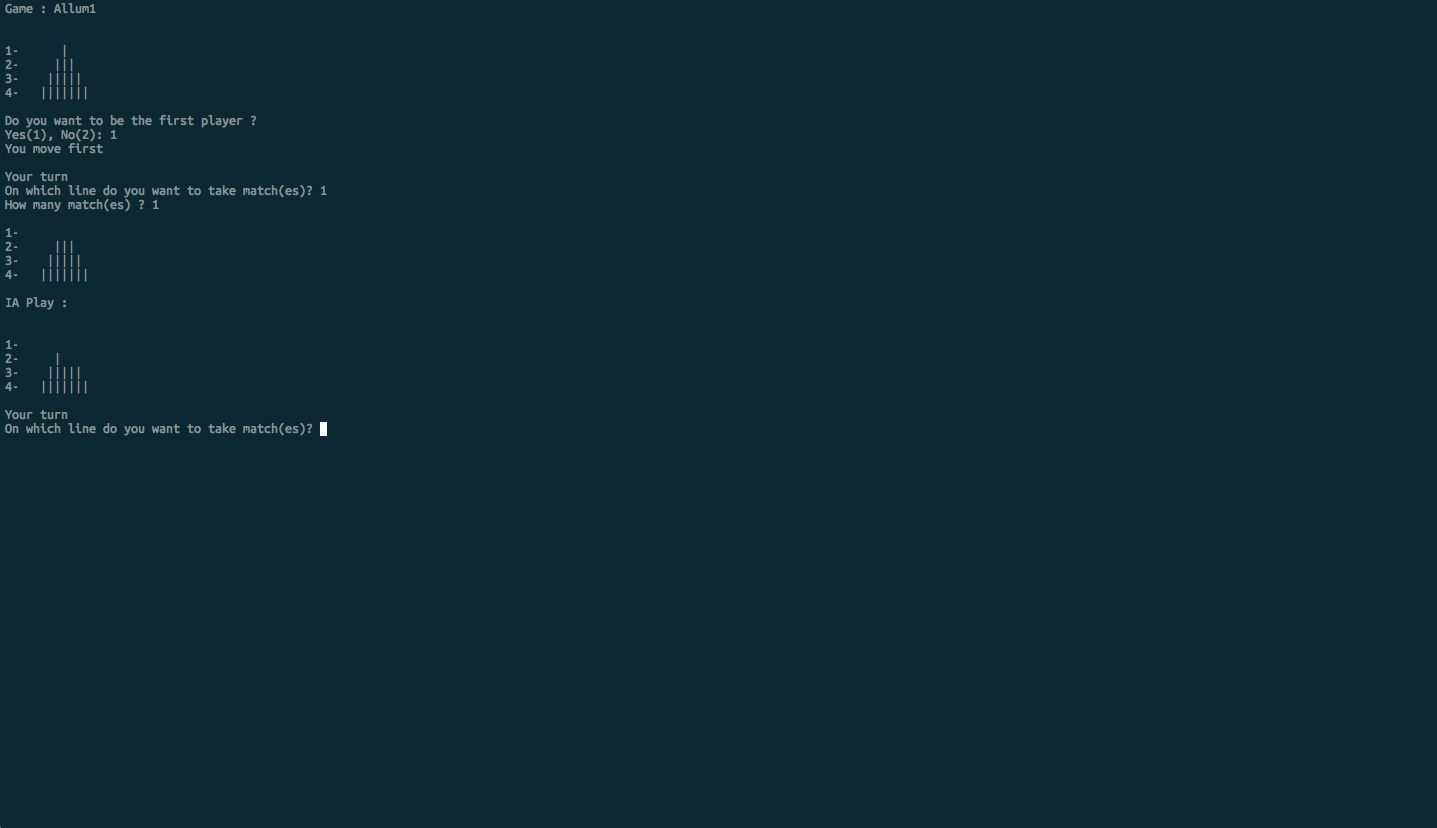 Game : Allum1
1-      |
2-     |||
3-    |||||
4-   |||||||
Do you want to be the first player ?
Yes(1), No(2): 1
You move first
Your turn
On which line do you want to take match(es)? 1
How many match(es) ? 1
1-
2-     |||
3-    |||||
4-   |||||||
IA Play :
1-
2-     |
3-    |||||
4-   |||||||
Your turn
On which line do you want to take match(es)?